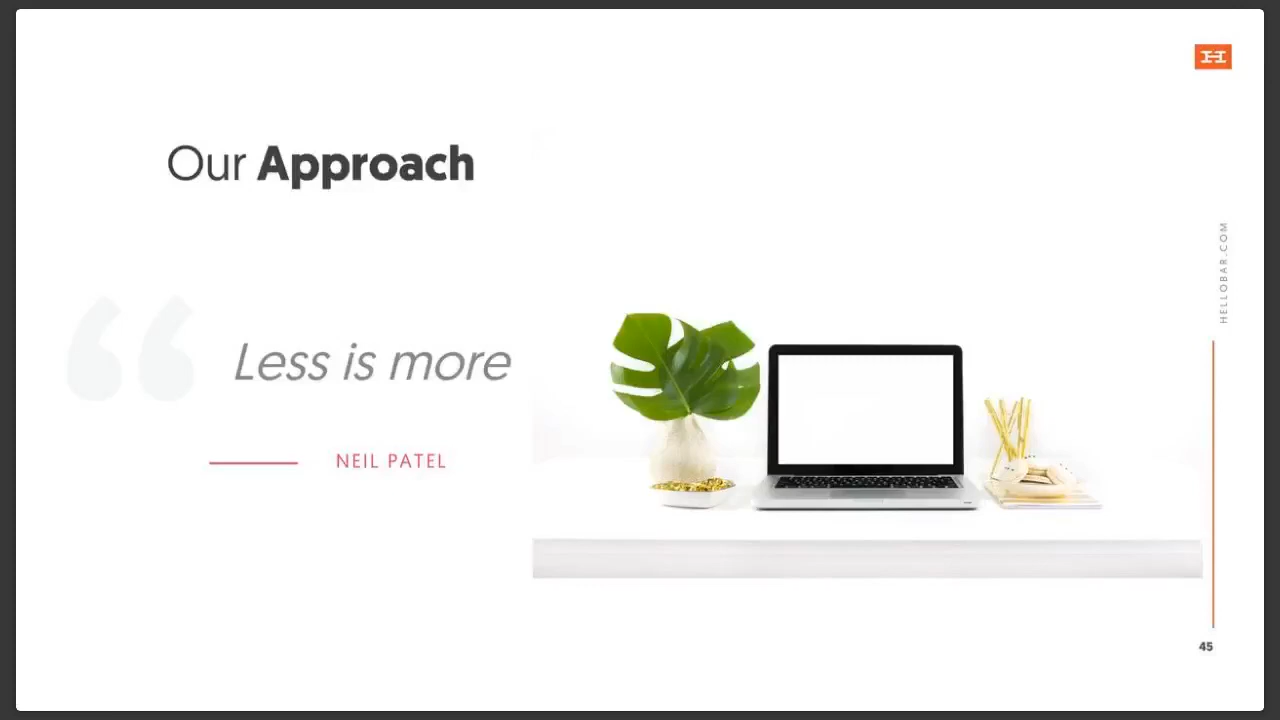 H
Our Approach
HELLOBAR.COM
“
Less is more
NEIL PATEL
45